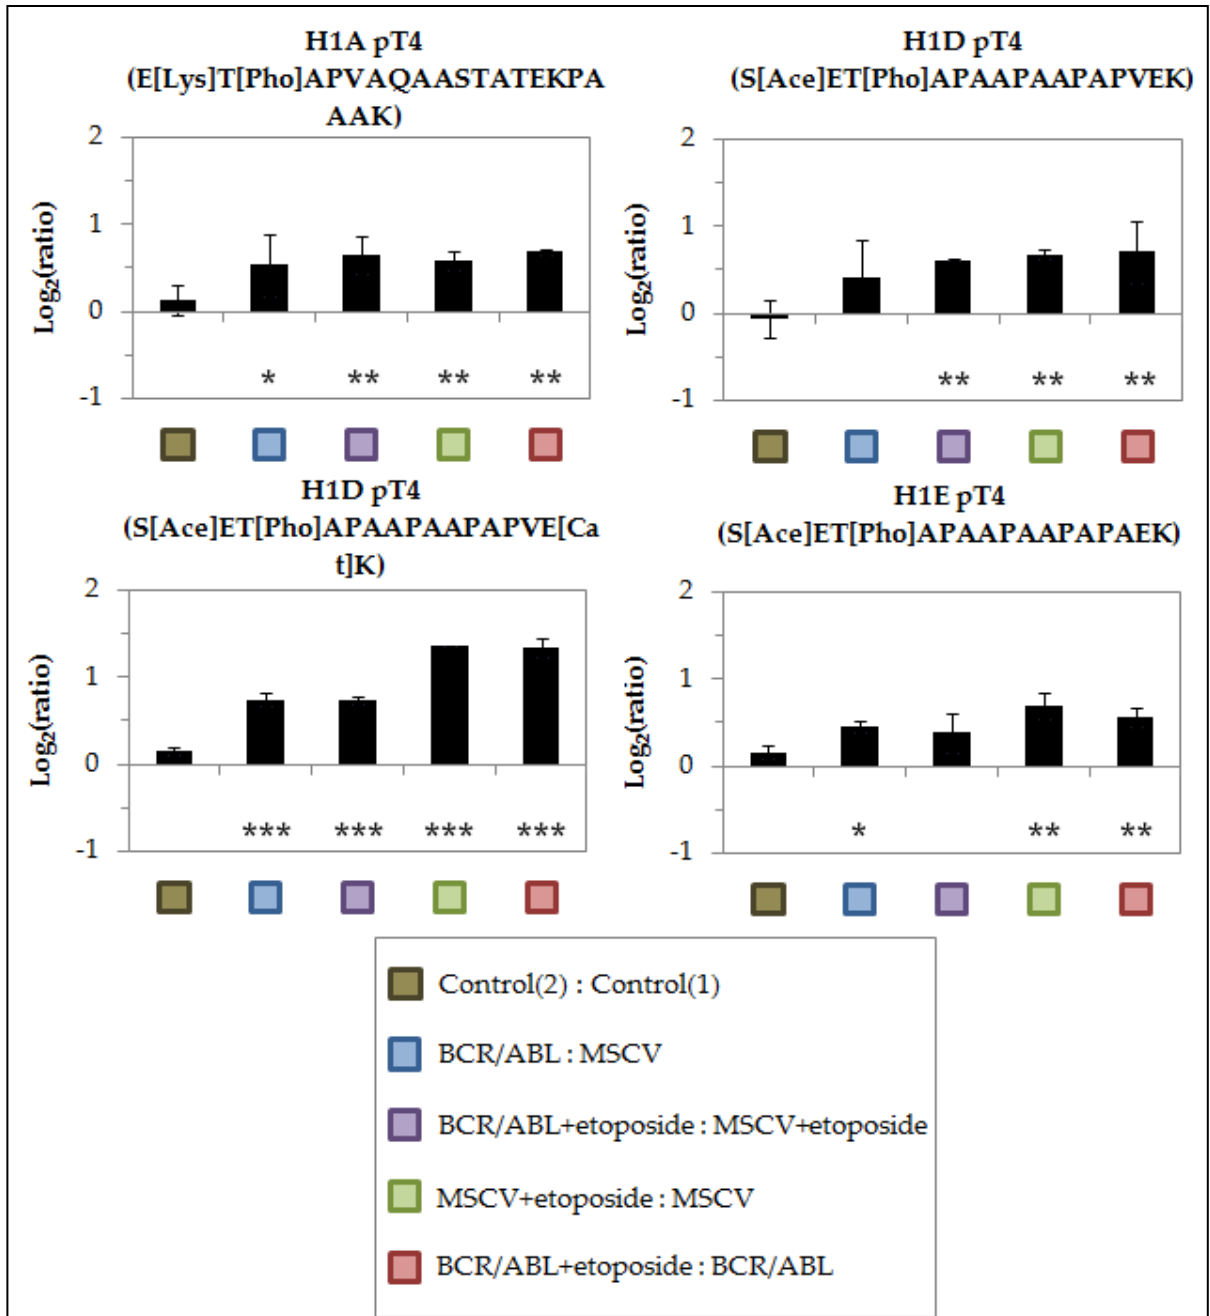 H1A pT4
(E[Lys]T[Pho]APVAQAASTATEKPA
AAK)
2
1
0
-1
Log2(ratio)
* ** ** **
H1D pT4
(S[Ace]ET[Pho]APAAPAAPAPVEK)
2
1
0
-1
Log2(ratio)
** ** **
H1D pT4
(S[Ace]ET[Pho]APAAPAAPAPVE[Ca
t]K)
2
1
0
-1
Log2(ratio)
*** *** *** ***
H1E pT4
(S[Ace]ET[Pho]APAAPAAPAPAEK)
2
1
0
-1
Log2(ratio)
* ** **
Control(2) : Control(1)
BCR/ABL : MSCV
BCR/ABL+etoposide : MSCV+etoposide
MSCV+etoposide : MSCV
BCR/ABL+etoposide : BCR/ABL